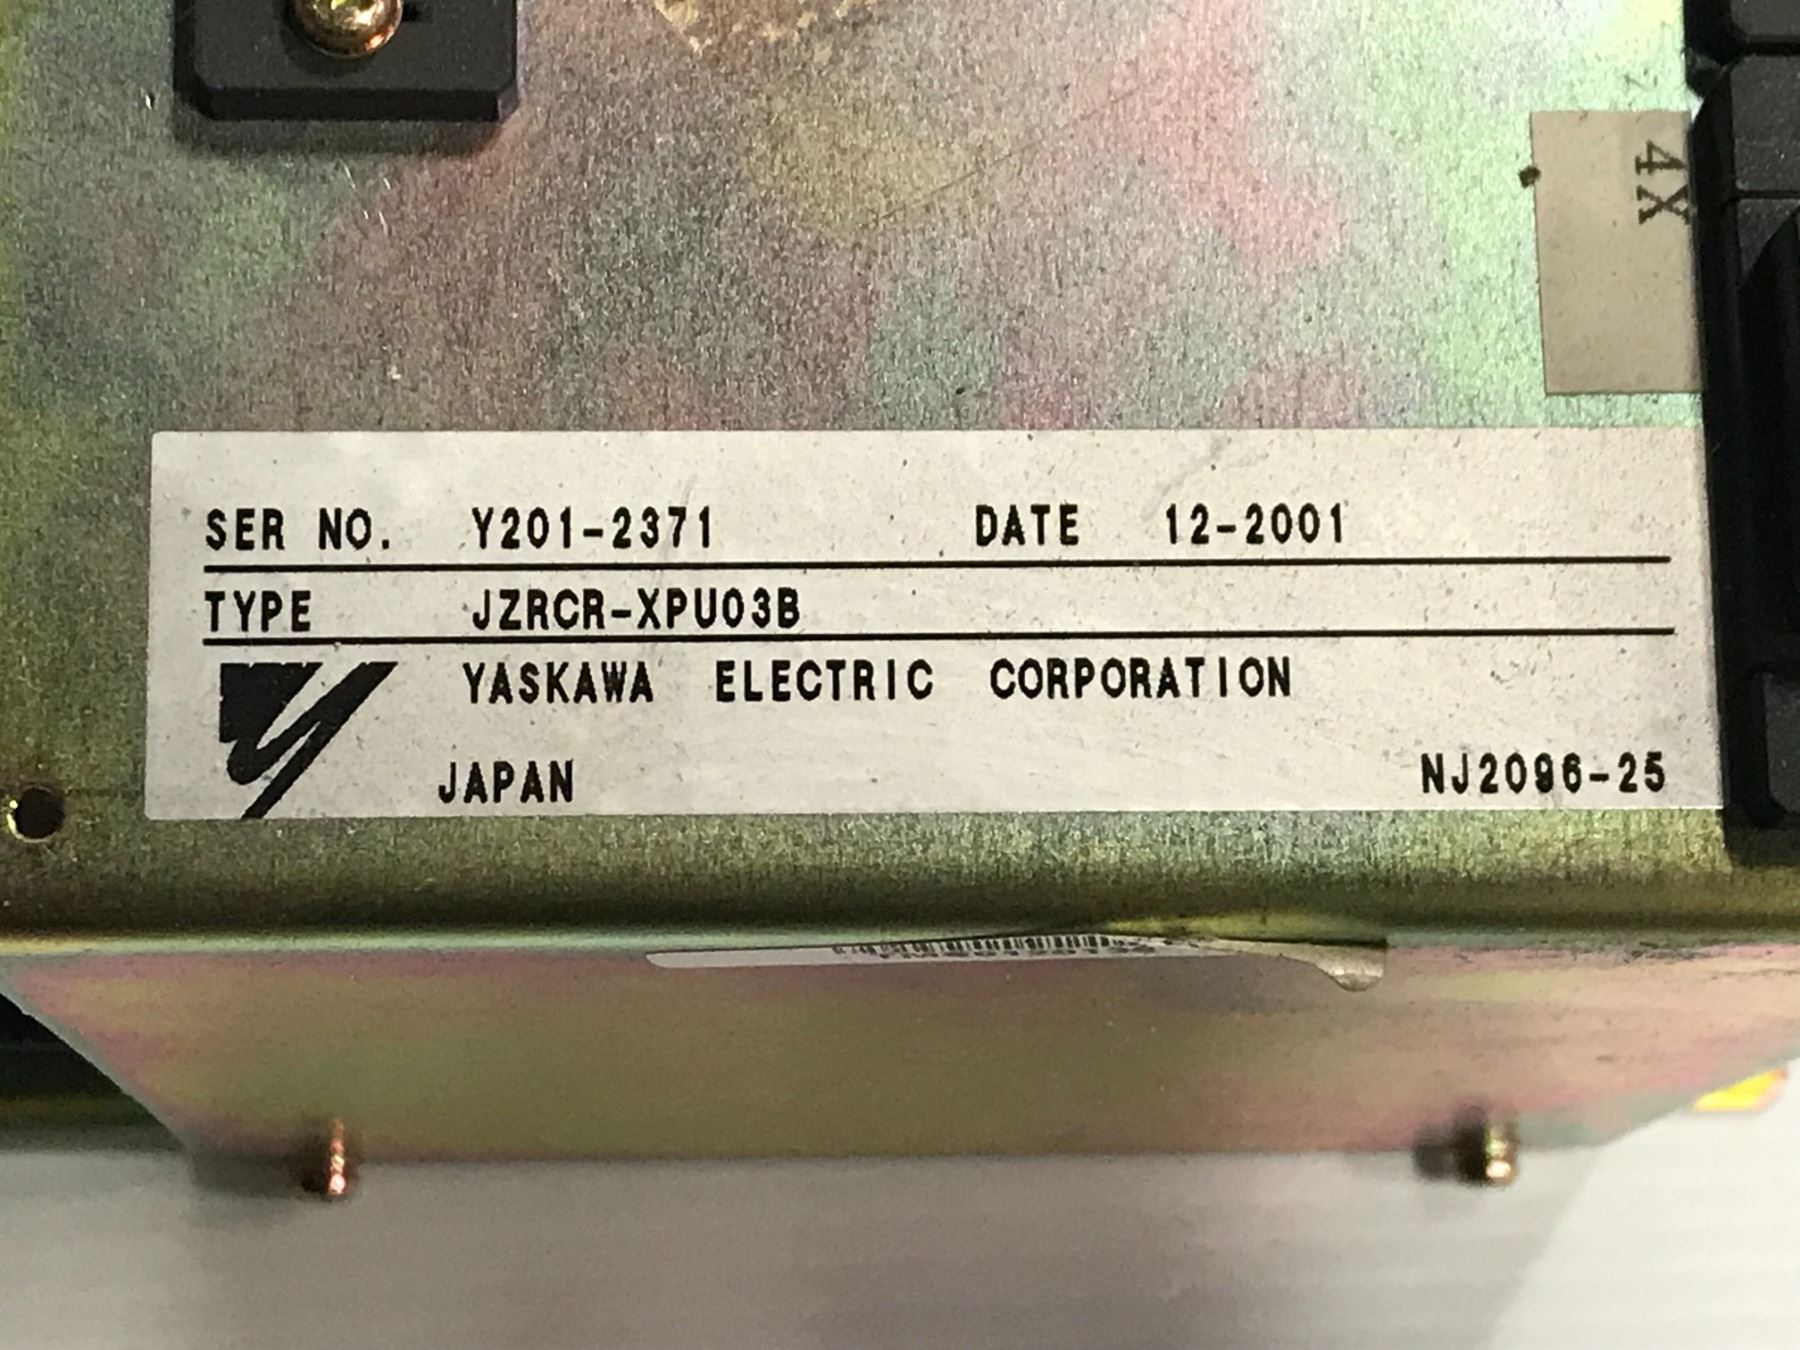 4X
SER NO. Y201-2371 DATE 12-2001
TYPE JZRCR-XPU03B
YASKAWA ELECTRIC CORPORATION
JAPAN NJ2096-25